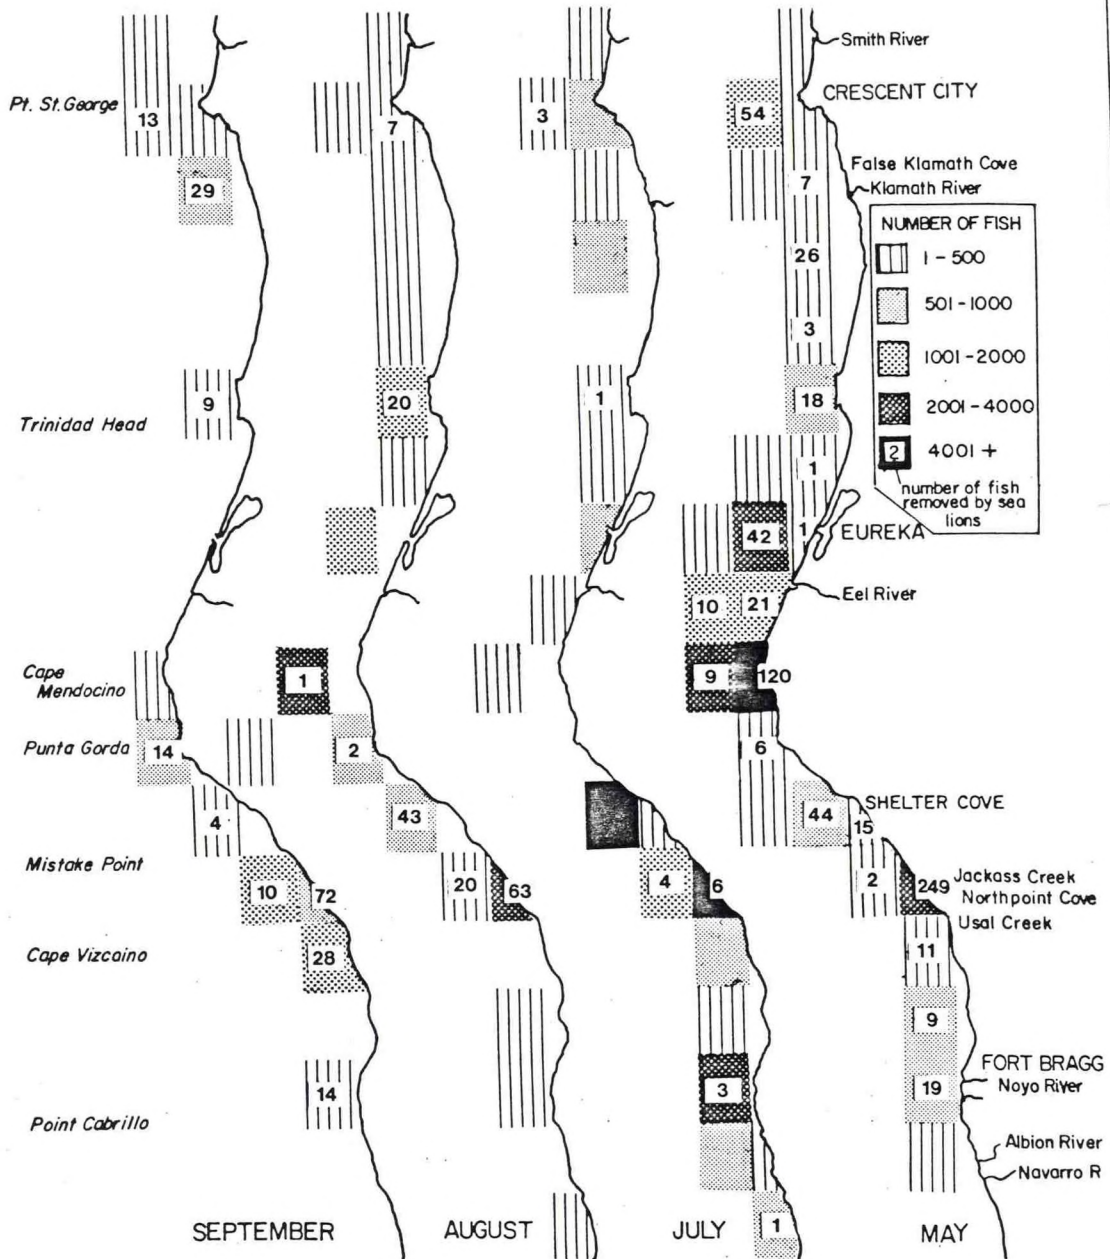 Smith River
Pt. St. George
CRESCENT CITY
13
7
3
54
False Klamath Cove
29
7
Klamath River
NUMBER OF FISH
1-500
26
501-1000
3
1001-2000
9
20
1
18
2001-4000
Trinidad Head
2
4001 +
1
number of fish
removed by sea
lions
42
1
EUREKA
10
21
Eel River
Cape
Mendocino
1
9
120
Punta Gorda
14
2
6
4
43
44
SHELTER COVE
15
Mistake Point
10
72
20
63
4
6
2
249
Jackass Creek
Northpoint Cove
Usal Creek
Cape Vizcaino
28
11
9
FORT BRAGG
14
3
19
Noyo River
Point Cabrillo
Albion River
Navarro R
SEPTEMBER
AUGUST
JULY
1
MAY